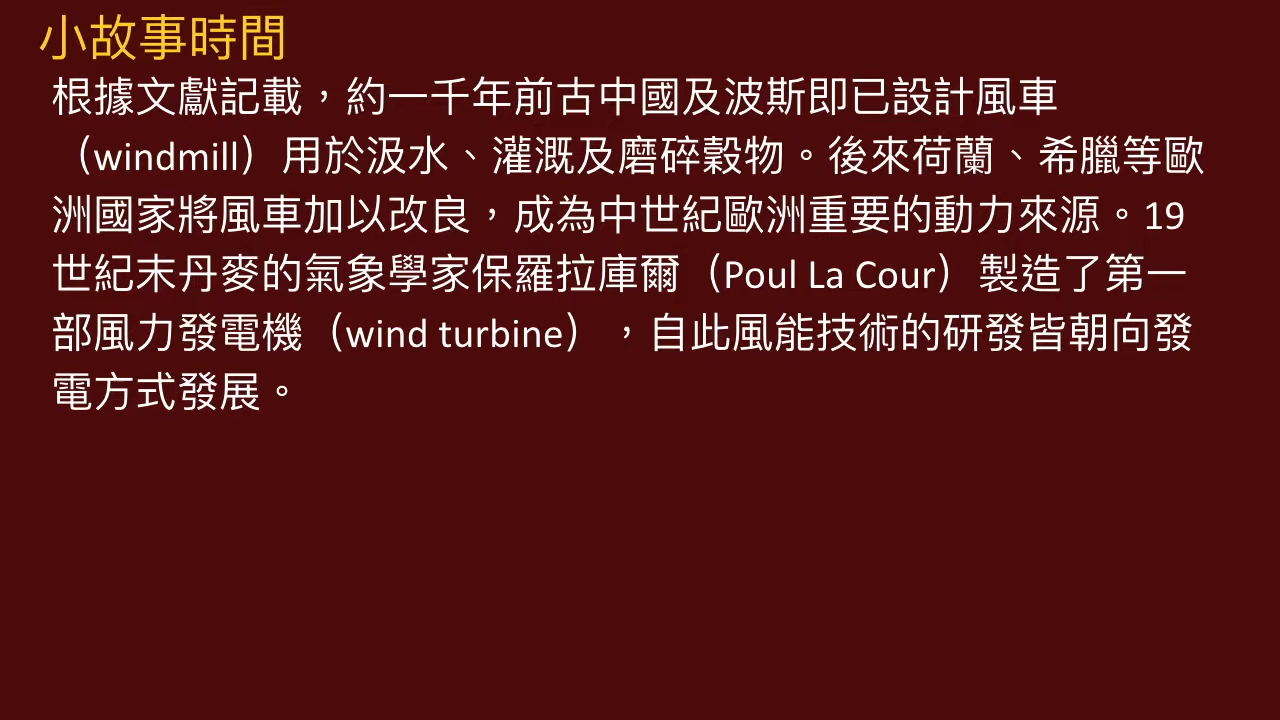 小故事時間
根據文獻記載，約一千年前古中國及波斯即已設計風車
（windmill）用於汲水、灌溉及磨碎穀物。後來荷蘭、希臘等歐
洲國家將風車加以改良，成為中世紀歐洲重要的動力來源。19
世紀末丹麥的氣象學家保羅拉庫爾（Poul La Cour）製造了第一
部風力發電機（wind turbine），自此風能技術的研發皆朝向發
電方式發展。